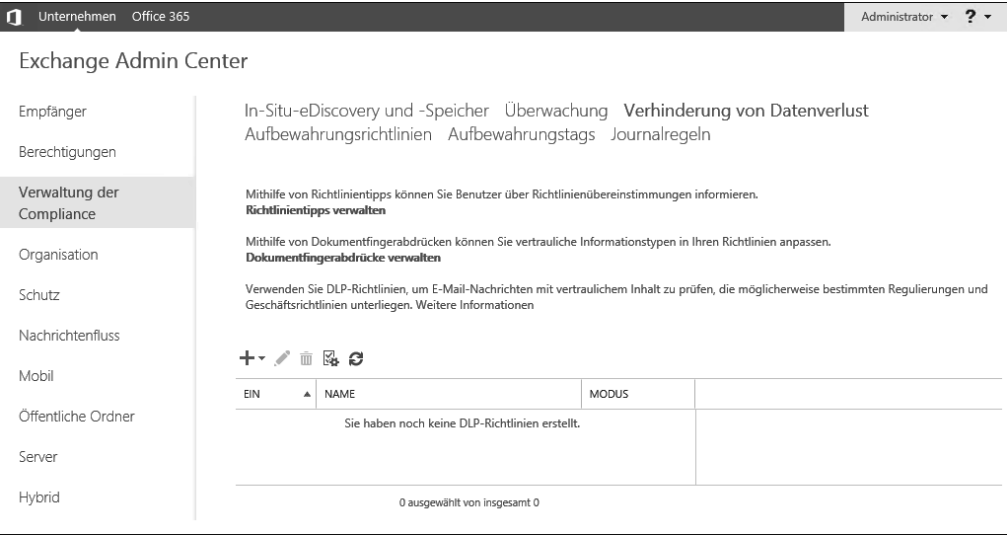 Unternehmen Office 365
Administrator ?
Exchange Admin Center
Empfänger
Berechtigungen
Verwaltung der
Compliance
Organisation
Schutz
Nachrichtenfluss
Mobil
Öffentliche Ordner
Server
Hybrid
In-Situ-eDiscovery und -Speicher Überwachung Verhinderung von Datenverlust
Aufbewahrungsrichtlinien Aufbewahrungstags Journalregeln
Mithilfe von Richtlinientipps können Sie Benutzer über Richtlinienübereinstimmungen informieren.
Richtlinientipps verwalten
Mithilfe von Dokumentfingerabdrücken können Sie vertrauliche Informationstypen in Ihren Richtlinien anpassen.
Dokumentfingerabdrücke verwalten
Verwenden Sie DLP-Richtlinien, um E-Mail-Nachrichten mit vertraulichem Inhalt zu prüfen, die möglicherweise bestimmten Regulierungen und
Geschäftsrichtlinien unterliegen. Weitere Informationen
EIN NAME MODUS
Sie haben noch keine DLP-Richtlinien erstellt.
0 ausgewählt von insgesamt 0